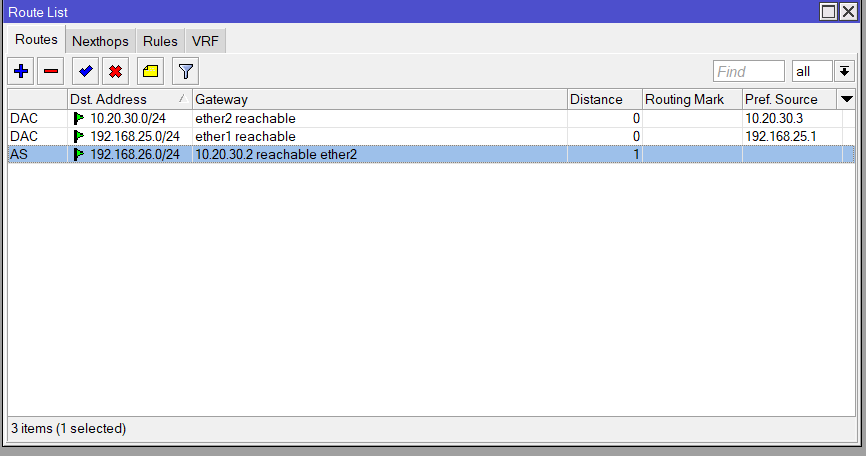 Route List
Routes Nexthops Rules VRF
Find all
Dst. Address Gateway Distance Routing Mark Pref. Source
DAC 10.20.30.0/24 ether2 reachable 0 10.20.30.3
DAC 192.168.25.0/24 ether1 reachable 0 192.168.25.1
AS 192.168.26.0/24 10.20.30.2 reachable ether2 1
3 items (1 selected)